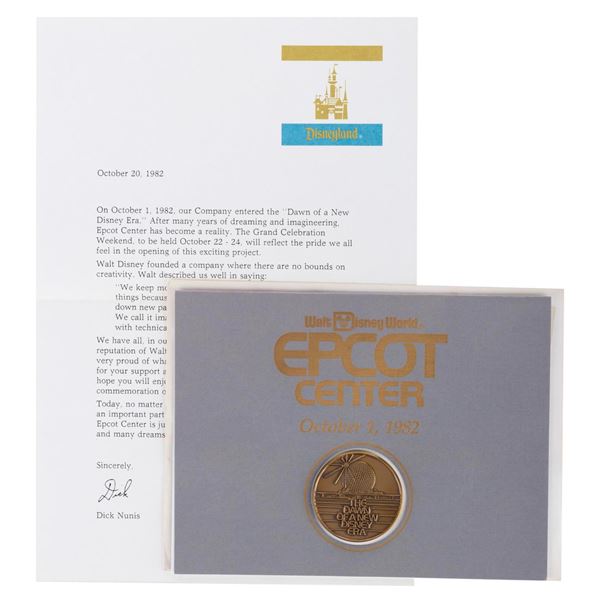 Disneyland®
October 20, 1982
On October 1, 1982, our Company entered the "Dawn of a New
Disney Era." After many years of dreaming and imagineering,
Epcot Center has become a reality. The Grand Celebration
Weekend, to be held October 22 - 24, will reflect the pride we all
feel in the opening of this exciting project.
Walt Disney founded a company where there are no bounds on
creativity. Walt described us well in saying:
"We keep mo
things becaus
down new pa
We call it ima
with technica
We have all, in ou
reputation of Walt
very proud of wha
for your support a
hope you will enje
commemoration o
Today, no matter
an important part
Epcot Center is ju
and many dreams
Sincerely,
Dick
Dick Nunis
Walt Disney World®
EPCOT
CENTER
October 1, 1982
THE
DAWN
OF A NEW
DISNEY
ERA